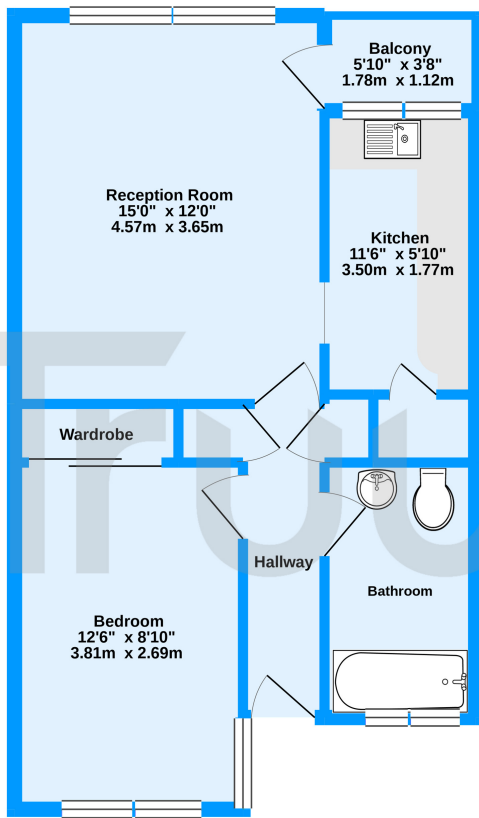 Balcony
5'10" x 3'8"
1.78m x 1.12m
Reception Room
15'0" x 12'0"
4.57m x 3.65m
Kitchen
11'6" x 5'10"
3.50m x 1.77m
Wardrobe
Hallway
Bedroom
12'6" x 8'10"
3.81m x 2.69m
Bathroom